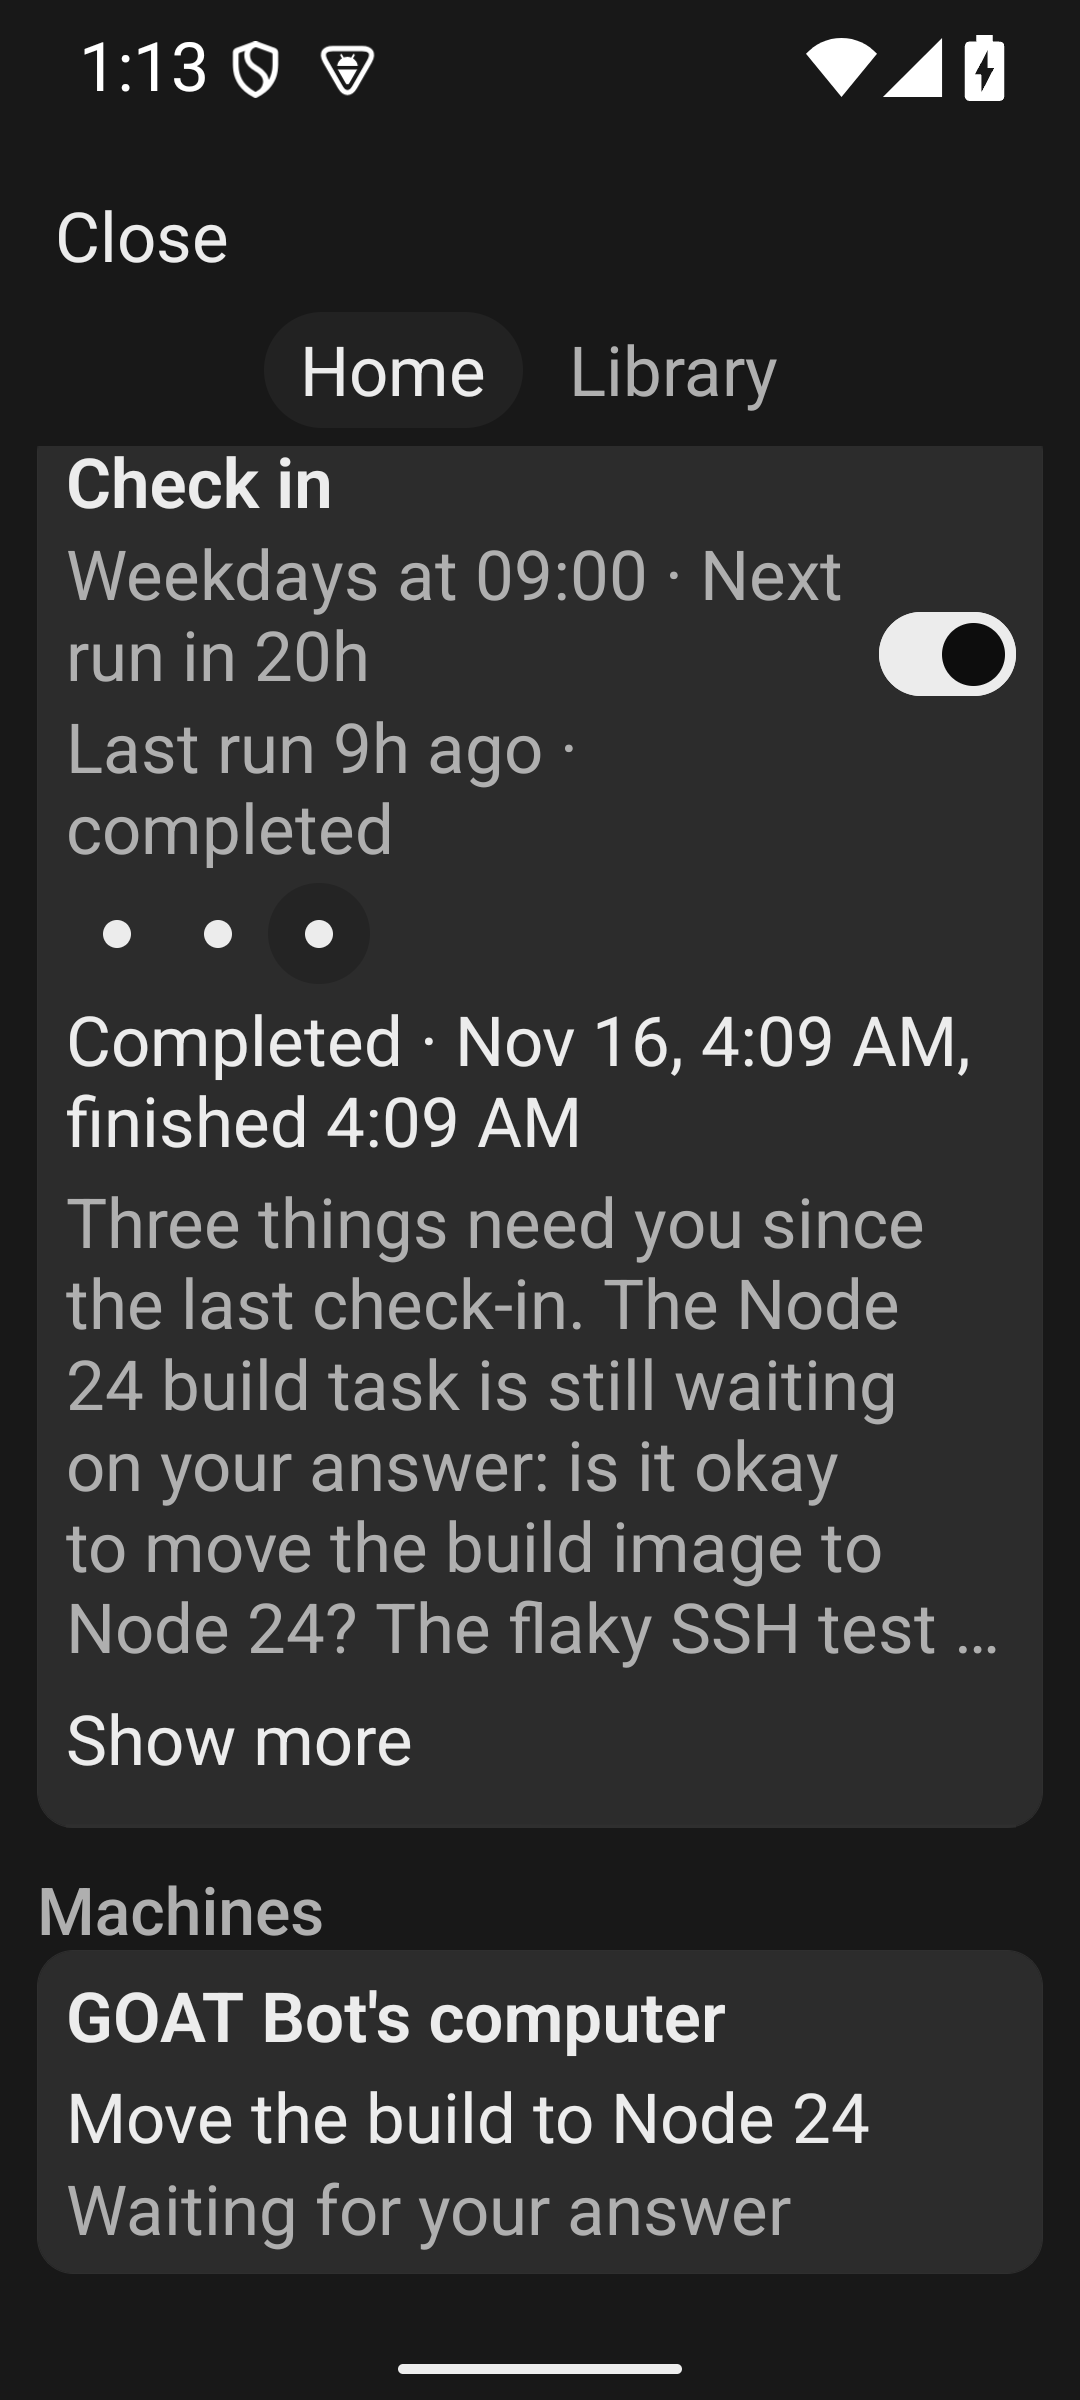 1:13
Close
Home Library
Check in
Weekdays at 09:00 · Next
run in 20h
Last run 9h ago ·
completed
Completed · Nov 16, 4:09 AM,
finished 4:09 AM
Three things need you since
the last check-in. The Node
24 build task is still waiting
on your answer: is it okay
to move the build image to
Node 24? The flaky SSH test …
Show more
Machines
GOAT Bot's computer
Move the build to Node 24
Waiting for your answer